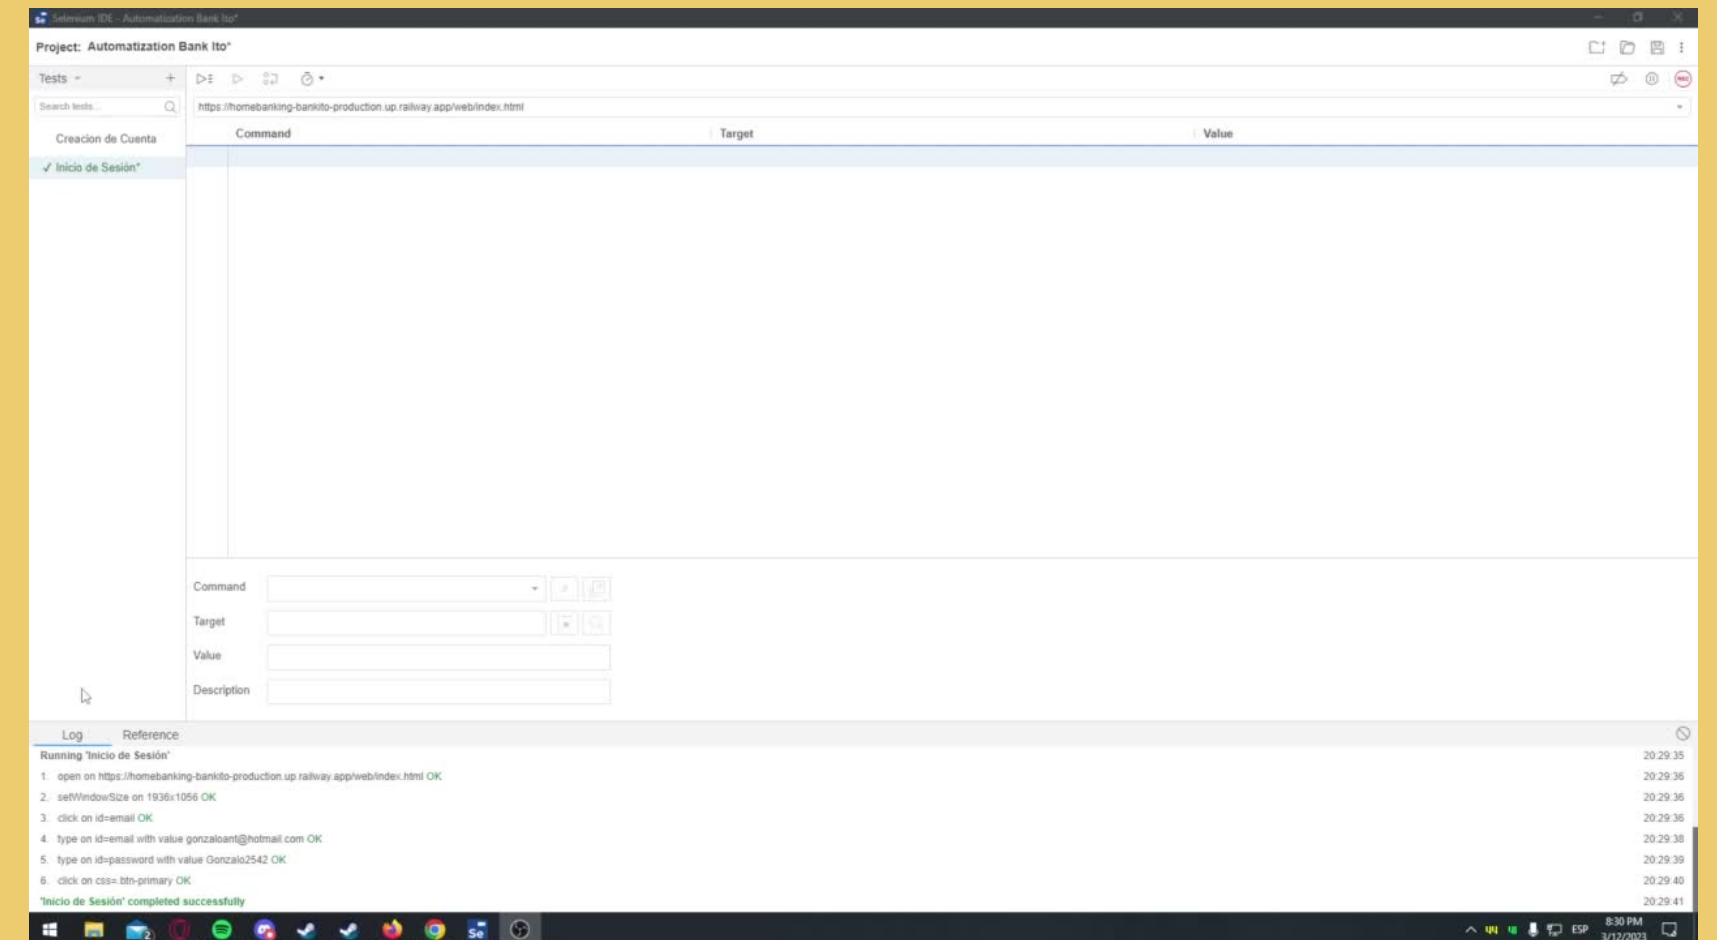 Selenium IDE - Automatization Bank Ito*
Project: Automatization Bank Ito*
Tests
Search tests...
https://homebanking-bankito-production.up.railway.app/web/index.html
REC
Command Target Value
Creacion de Cuenta
✓ Inicio de Sesión*
Command
Target
Value
Description
Log Reference
Running 'Inicio de Sesión' 20:29:35
1. open on https://homebanking-bankito-production.up.railway.app/web/index.html OK 20:29:36
2. setWindowSize on 1936x1056 OK 20:29:36
3. click on id=email OK 20:29:36
4. type on id=email with value gonzaloant@hotmail.com OK 20:29:38
5. type on id=password with value Gonzalo2542 OK 20:29:39
6. click on css=.btn-primary OK 20:29:40
'Inicio de Sesión' completed successfully 20:29:41
2
Se
ESP
8:30 PM
3/12/2023